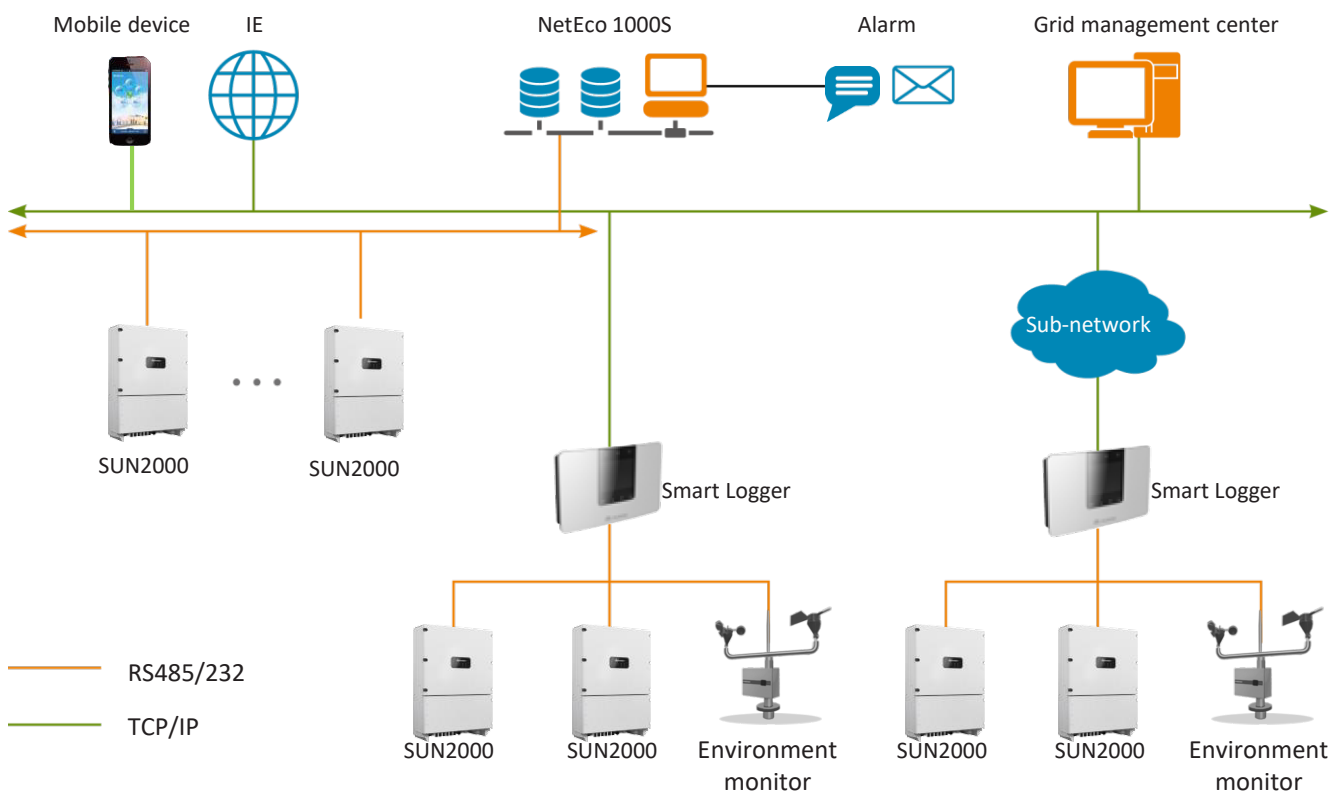 Mobile device
IE
NetEco 1000S
Alarm
Grid management center
Sub-network
SUN2000
SUN2000
Smart Logger
Smart Logger
RS485/232
TCP/IP
SUN2000
SUN2000
Environment
monitor
SUN2000
SUN2000
Environment
monitor